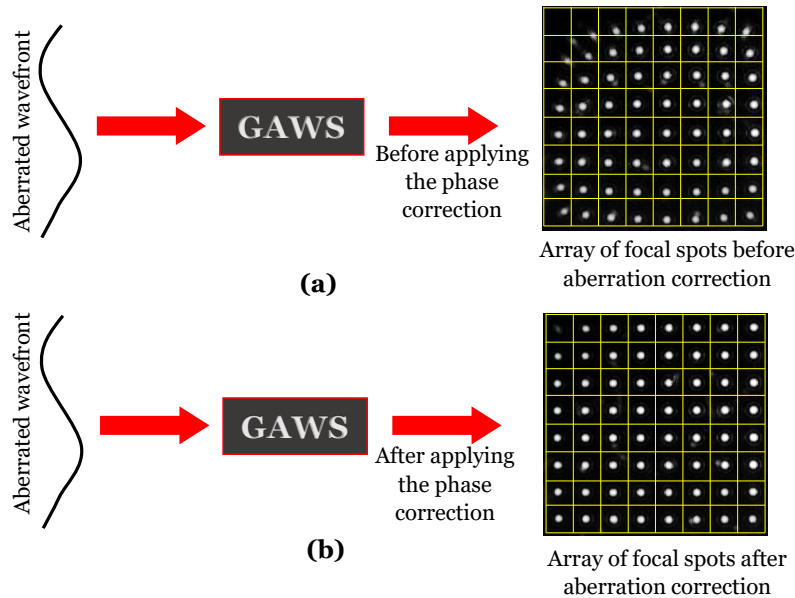 Aberrated wavefront
GAWS
Before applying
the phase
correction
Array of focal spots before
aberration correction
(a)
Aberrated wavefront
GAWS
After applying
the phase
correction
Array of focal spots after
aberration correction
(b)